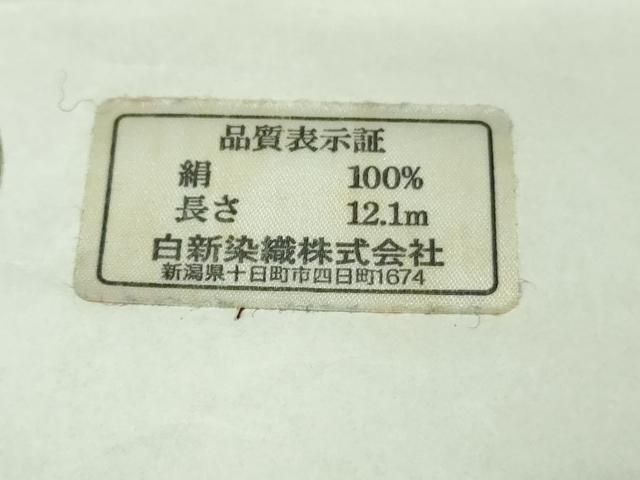 品質表示証
絹 100%
長さ 12.1m
白新染織株式会社
新潟県十日町市四日町1674